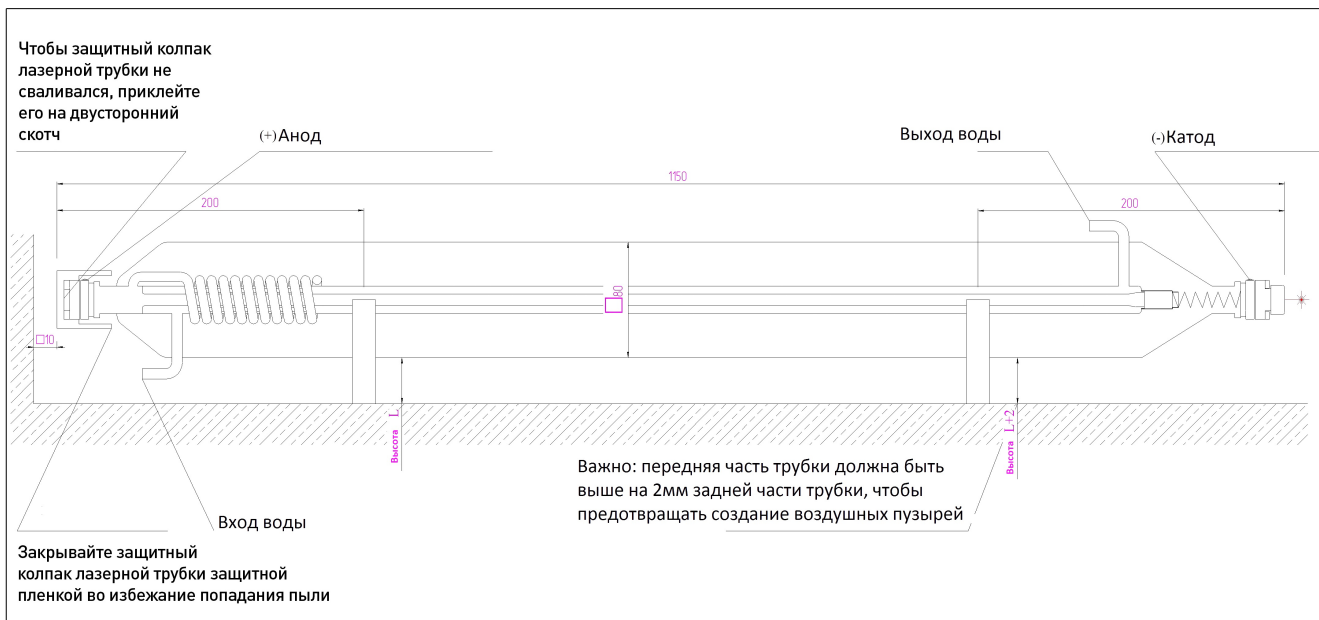 Чтобы защитный колпак
лазерной трубки не
сваливался, приклейте
его на двусторонний
скотч
(+)Анод
Выход воды
(-)Катод
1150
200
200
80
□10
Высота L
Высота L+2
Важно: передняя часть трубки должна быть
выше на 2мм задней части трубки, чтобы
предотвращать создание воздушных пузырей
Вход воды
Закрывайте защитный
колпак лазерной трубки защитной
пленкой во избежание попадания пыли